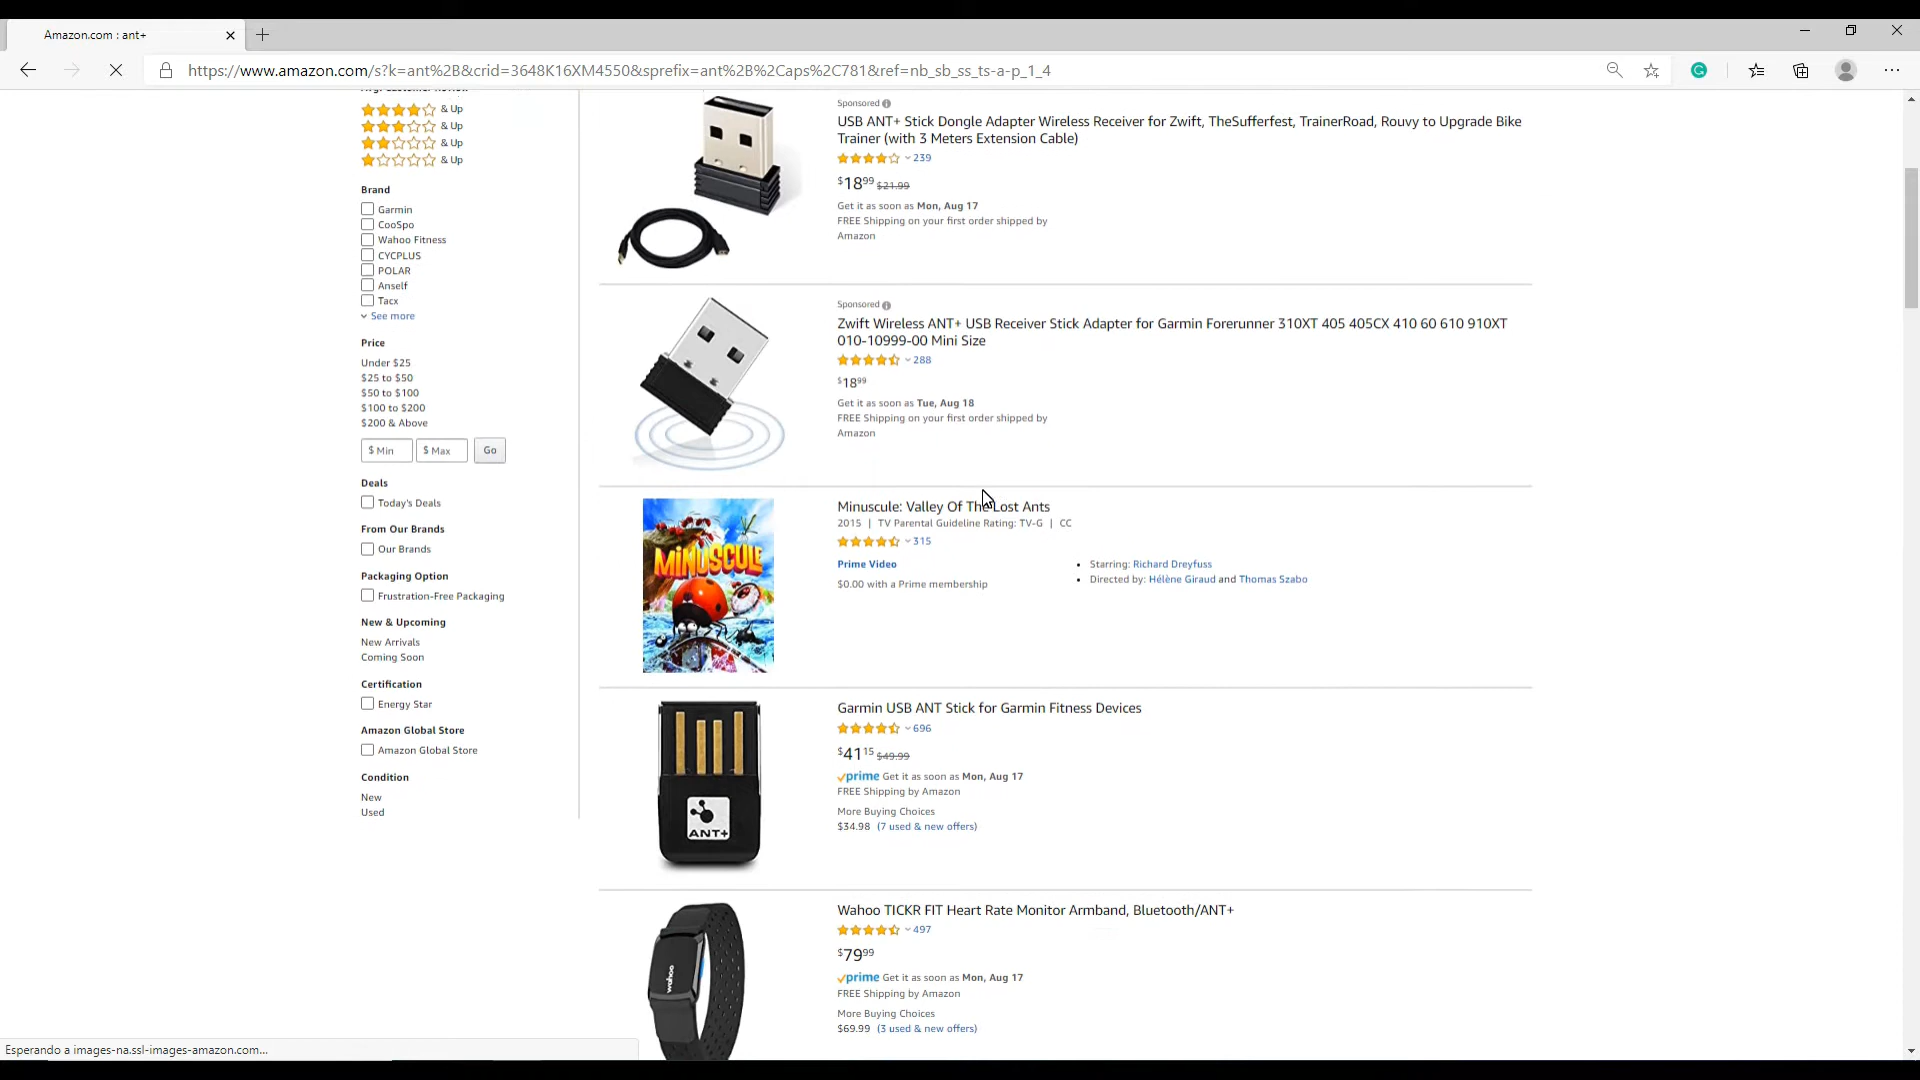 Amazon.com : ant+
https://www.amazon.com/s?k=ant%2B&crid=3648K16XM4550&sprefix=ant%2B%2Caps%2C781&ref=nb_sb_ss_ts-a-p_1_4
Avg. Customer Review
& Up
& Up
& Up
& Up
Brand
Garmin
CooSpo
Wahoo Fitness
CYCPLUS
POLAR
Anself
Tacx
See more
Price
Under $25
$25 to $50
$50 to $100
$100 to $200
$200 & Above
$ Min $ Max Go
Deals
Today's Deals
From Our Brands
Our Brands
Packaging Option
Frustration-Free Packaging
New & Upcoming
New Arrivals
Coming Soon
Certification
Energy Star
Amazon Global Store
Amazon Global Store
Condition
New
Used
Sponsored
USB ANT+ Stick Dongle Adapter Wireless Receiver for Zwift, TheSufferfest, TrainerRoad, Rouvy to Upgrade Bike
Trainer (with 3 Meters Extension Cable)
239
$18.99 $21.99
Get it as soon as Mon, Aug 17
FREE Shipping on your first order shipped by
Amazon
Sponsored
Zwift Wireless ANT+ USB Receiver Stick Adapter for Garmin Forerunner 310XT 405 405CX 410 60 610 910XT
010-10999-00 Mini Size
288
$18.99
Get it as soon as Tue, Aug 18
FREE Shipping on your first order shipped by
Amazon
MINUSCULE
Minuscule: Valley Of The Lost Ants
2015 | TV Parental Guideline Rating: TV-G | CC
315
Prime Video
$0.00 with a Prime membership
Starring: Richard Dreyfuss
Directed by: Hélène Giraud and Thomas Szabo
ANT+
Garmin USB ANT Stick for Garmin Fitness Devices
696
$41.15 $49.99
prime Get it as soon as Mon, Aug 17
FREE Shipping by Amazon
More Buying Choices
$34.98 (7 used & new offers)
wahoo
Wahoo TICKR FIT Heart Rate Monitor Armband, Bluetooth/ANT+
497
$79.99
prime Get it as soon as Mon, Aug 17
FREE Shipping by Amazon
More Buying Choices
$69.99 (3 used & new offers)
Esperando a images-na.ssl-images-amazon.com...